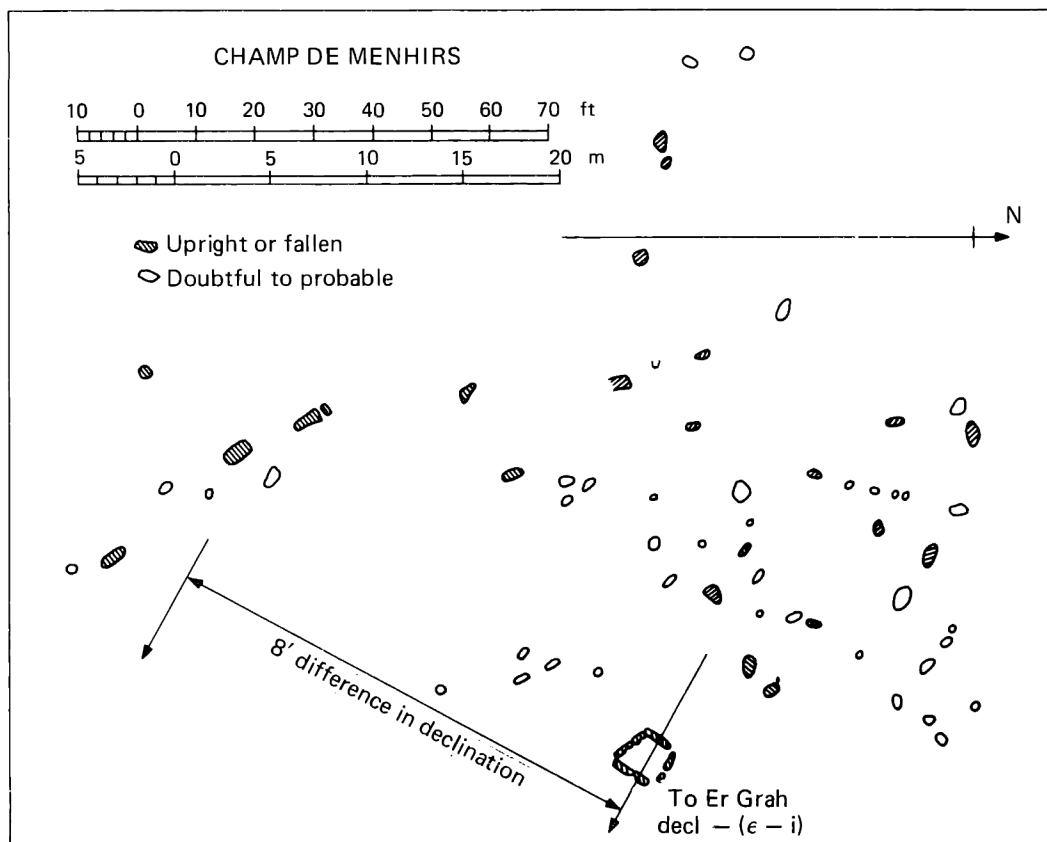 CHAMP DE MENHIRS
10 0 10 20 30 40 50 60 70 ft
5 0 5 10 15 20 m
N
Upright or fallen
Doubtful to probable
8' difference in declination
To Er Grah
decl – (ϵ – i)